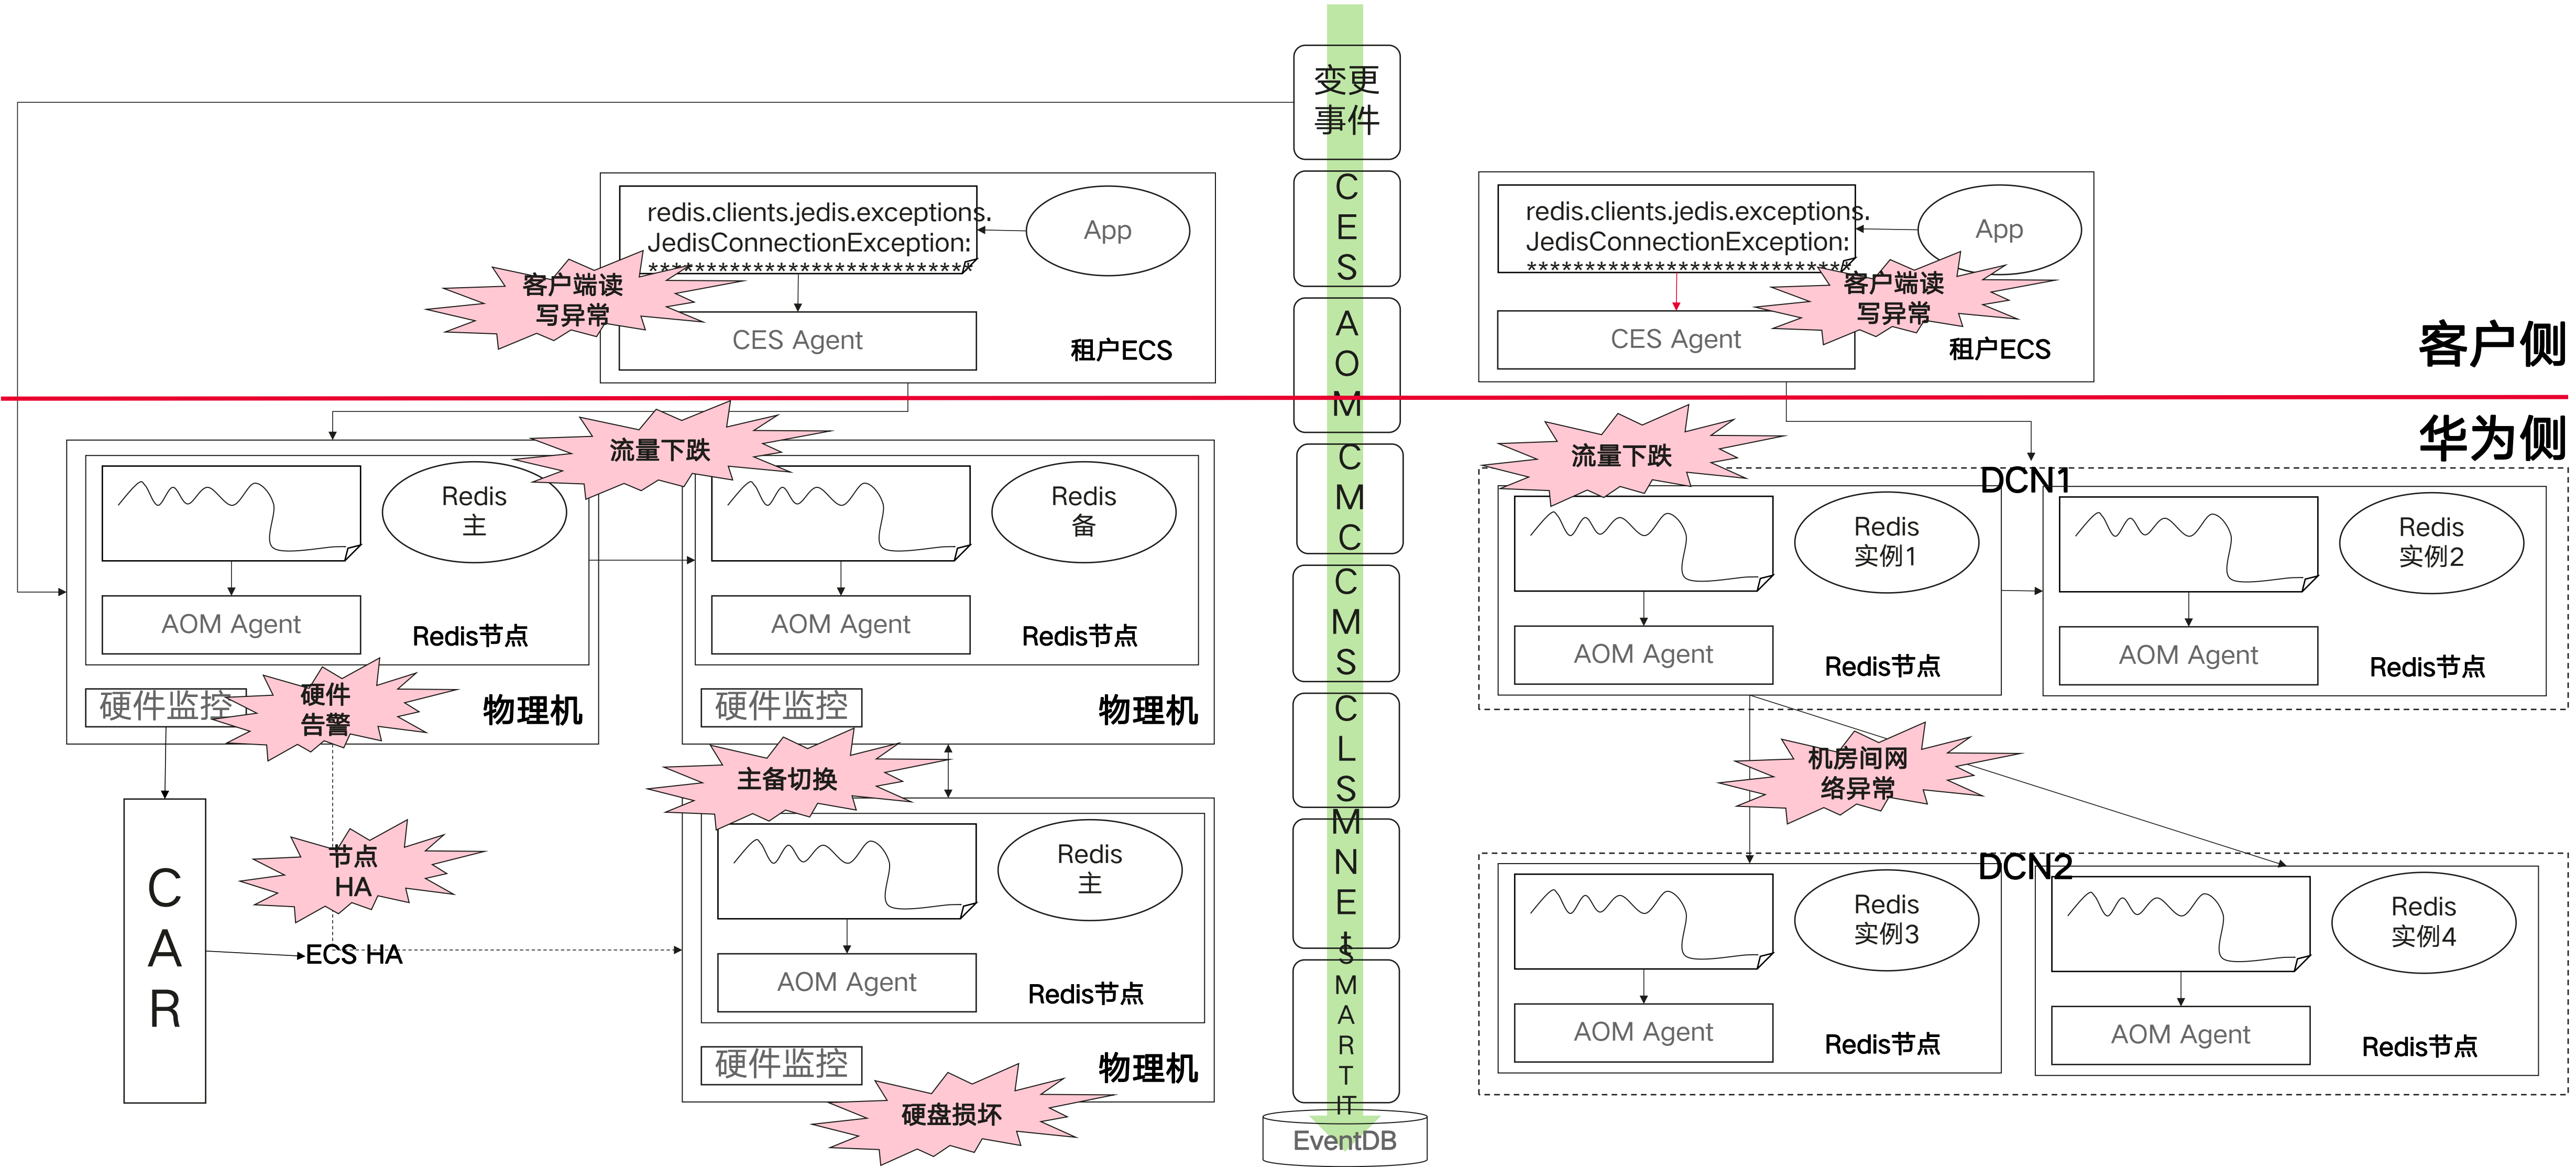 变更
事件
redis.clients.jedis.exceptions.
JedisConnectionException:
****************************
App
客户端读
写异常
CES Agent
租户ECS
C
E
S
redis.clients.jedis.exceptions.
JedisConnectionException:
****************************
App
客户端读
写异常
CES Agent
租户ECS
客户侧
A
O
M
华为侧
流量下跌
Redis
主
AOM Agent
Redis节点
硬件监控
硬件
告警
物理机
Redis
备
AOM Agent
Redis节点
硬件监控
物理机
C
M
C
C
M
S
C
L
S
流量下跌
DCN1
Redis
实例1
AOM Agent
Redis节点
Redis
实例2
AOM Agent
Redis节点
主备切换
机房间网
络异常
C
A
R
节点
HA
ECS HA
Redis
主
AOM Agent
Redis节点
硬件监控
物理机
硬盘损坏
M
N
E
t
S
M
A
R
T
IT
EventDB
DCN2
Redis
实例3
AOM Agent
Redis节点
Redis
实例4
AOM Agent
Redis节点